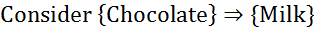 Consider {Chocolate} ⇒ {Milk}